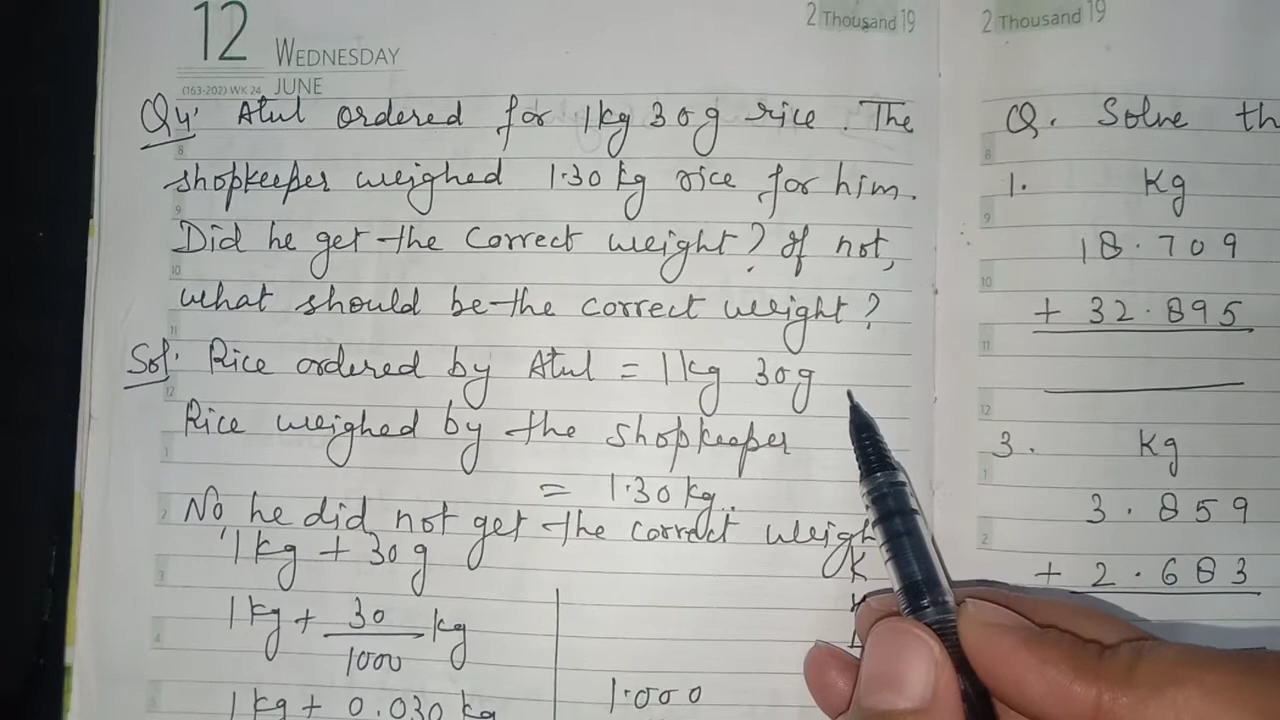 12 WEDNESDAY
(163-202) WK 24 JUNE
2 Thousand 19
Q4. Atul ordered for 1kg 30g rice. The
shopkeeper weighed 1.30 kg rice for him.
Did he get the correct weight? If not,
what should be the correct weight?
Sol. Rice ordered by Atul = 1kg 30g
Rice weighed by the shopkeeper
= 1.30 kg.
No, he did not get the correct
1kg + 30g
1kg + 30/1000 kg
1kg + 0.030 kg
1.000
2 Thousand 19
Q. Solve
1. Kg
18.709
+ 32.895
3. Kg
3.859
+ 2.683